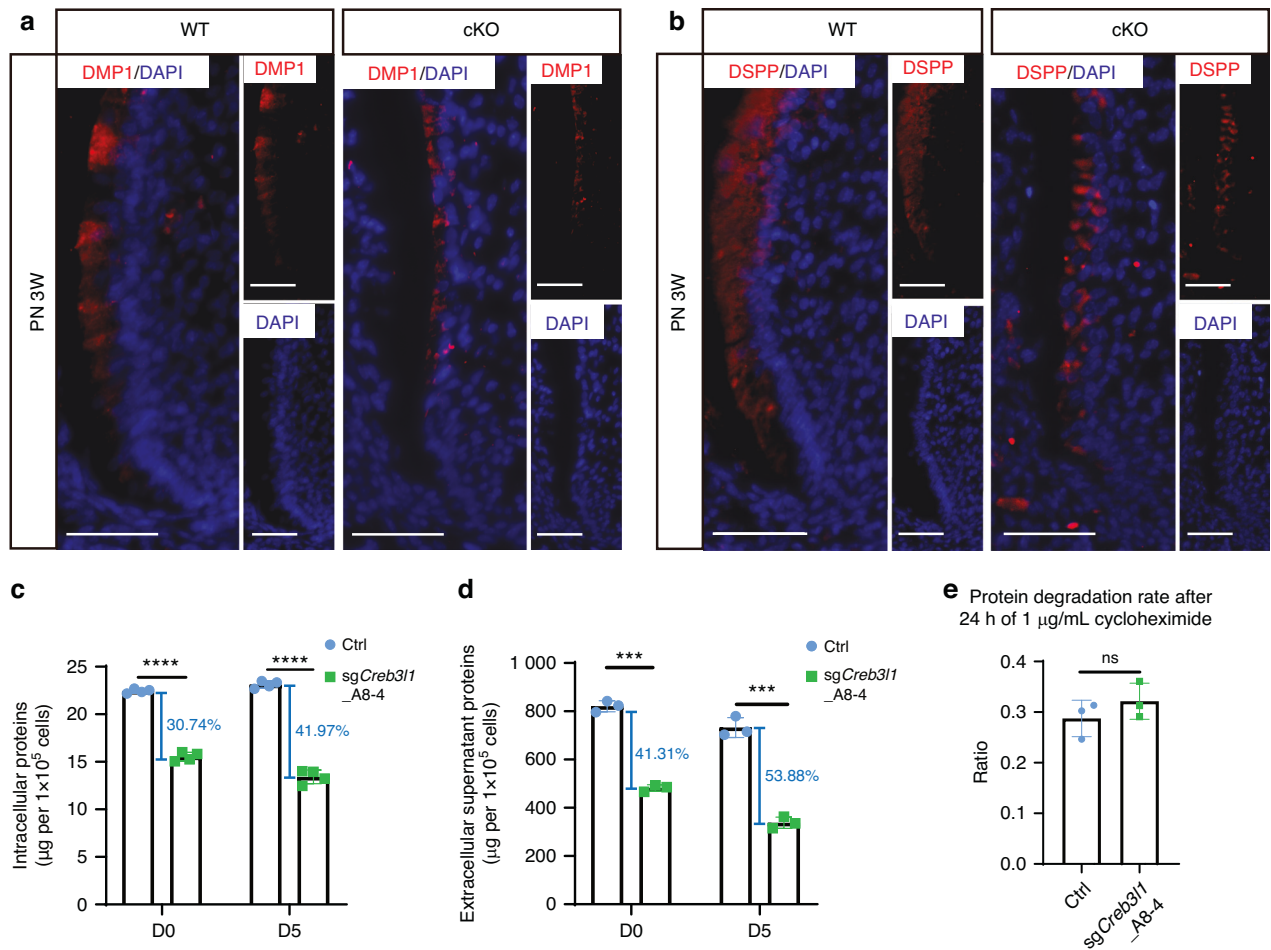 a
WT
cKO
PN 3W
DMP1/DAPI
DMP1
DAPI
DMP1/DAPI
DMP1
DAPI
b
WT
cKO
PN 3W
DSPP/DAPI
DSPP
DAPI
DSPP/DAPI
DSPP
DAPI
c
Intracellular proteins
(μg per 1×10⁵ cells)
25
20
15
10
5
0
****
****
30.74%
41.97%
D0
D5
Ctrl
sgCreb3l1
_A8-4
d
Extracellular supernatant proteins
(μg per 1×10⁵ cells)
1 000
800
600
400
200
0
***
***
41.31%
53.88%
D0
D5
Ctrl
sgCreb3l1
_A8-4
e
Protein degradation rate after
24 h of 1 μg/mL cycloheximide
Ratio
0.4
0.3
0.2
0.1
0.0
ns
Ctrl
sgCreb3l1
_A8-4